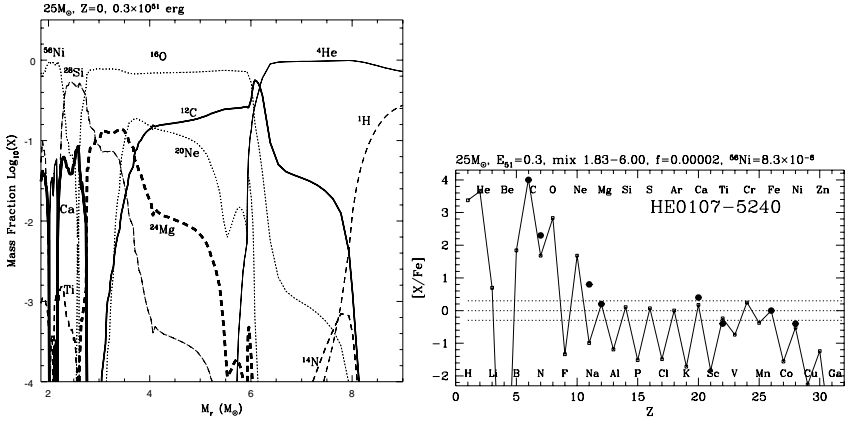 25M⊙, Z=0, 0.3×10⁵¹ erg
⁵⁶Ni
¹⁶O
⁴He
²⁸Si
¹²C
¹H
²⁰Ne
Ca
²⁴Mg
Ti
¹⁴N
0
-1
-2
-3
-4
Mass Fraction Log₁₀(X)
2 4 6 8
M_r (M⊙)
25M⊙, E₅₁=0.3, mix 1.83-6.00, f=0.00002, ⁵⁶Ni=8.3×10⁻⁶
He Be C O Ne Mg Si S Ar Ca Ti Cr Fe Ni Zn
HE0107-5240
4
3
2
1
0
-1
-2
[X/Fe]
H Li B N F Na Al P Cl K Sc V Mn Co Cu Ga
0 5 10 15 20 25 30
Z